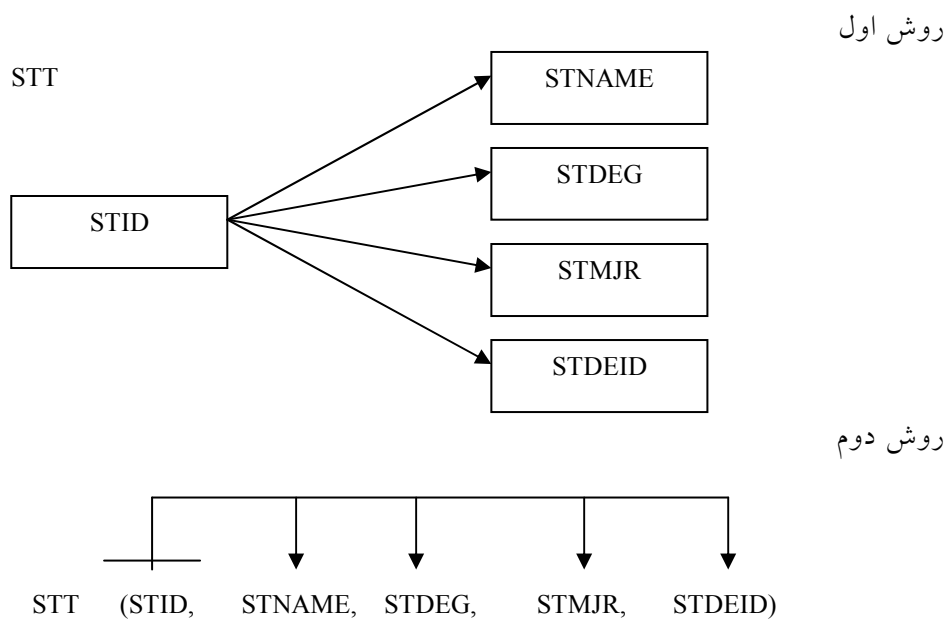 روش اول
STT
STNAME
STDEG
STID
STMJR
STDEID
روش دوم
STT (STID, STNAME, STDEG, STMJR, STDEID)